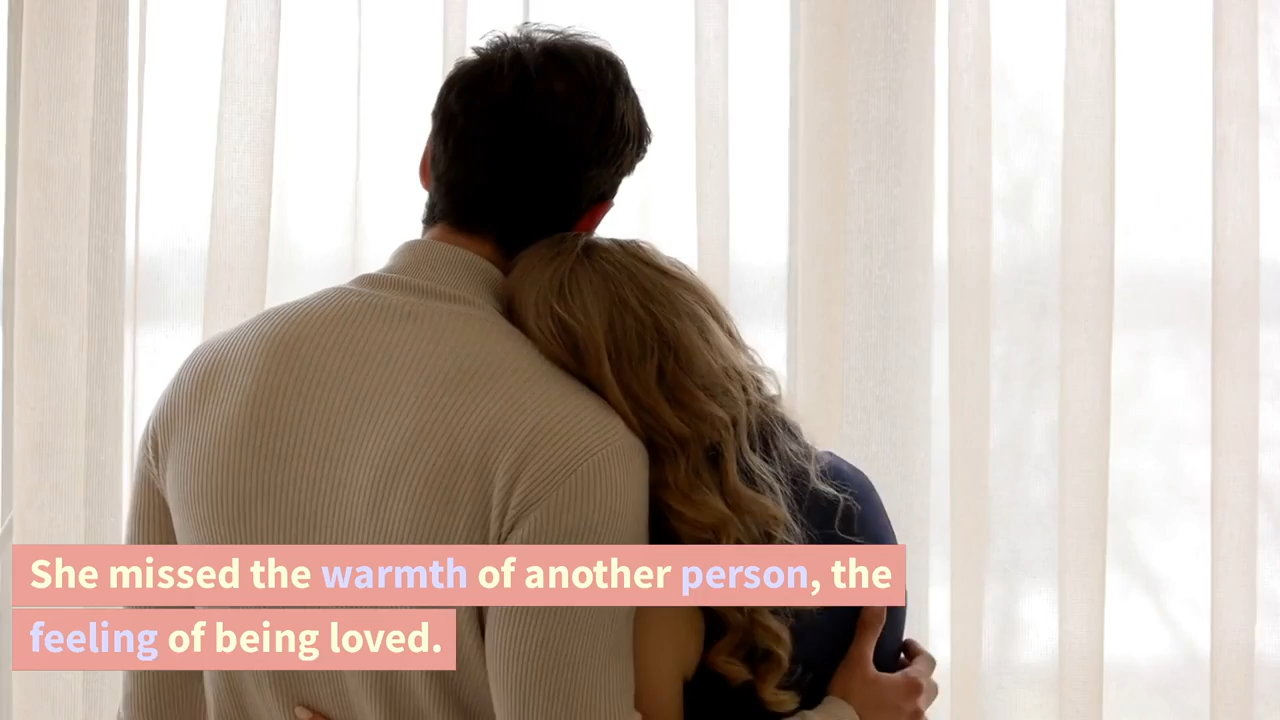 She missed the warmth of another person, the
feeling of being loved.